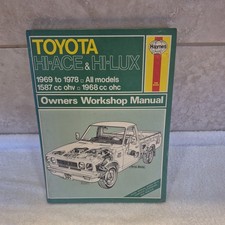 TOYOTA
HI-ACE & HI-LUX
1969 to 1978 □ All models
1587 cc ohv □ 1968 cc ohc
Haynes
Owners Workshop Manual